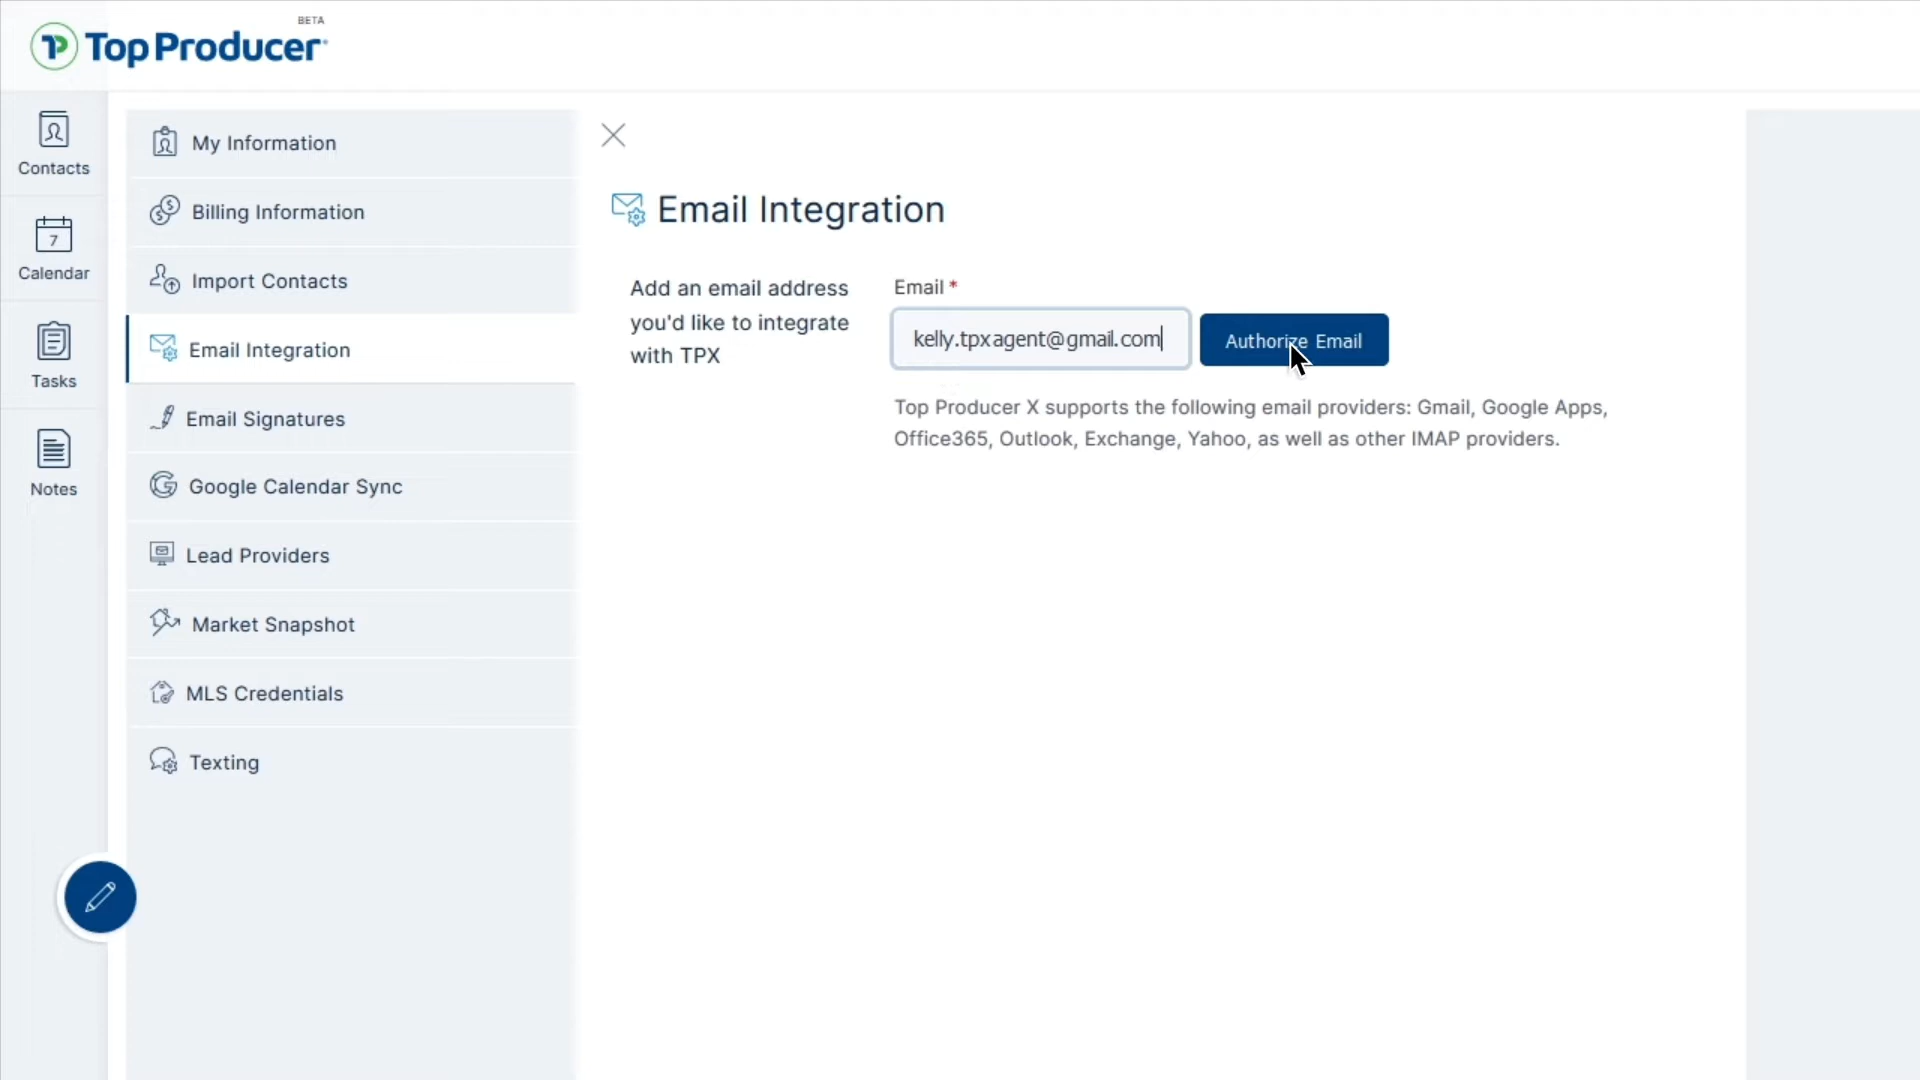 BETA
Top Producer
Contacts
7
Calendar
Tasks
Notes
My Information
Billing Information
Import Contacts
Email Integration
Email Signatures
Google Calendar Sync
Lead Providers
Market Snapshot
MLS Credentials
Texting
Email Integration
Add an email address
you'd like to integrate
with TPX
Email *
kelly.tpxagent@gmail.com
Authorize Email
Top Producer X supports the following email providers: Gmail, Google Apps,
Office365, Outlook, Exchange, Yahoo, as well as other IMAP providers.